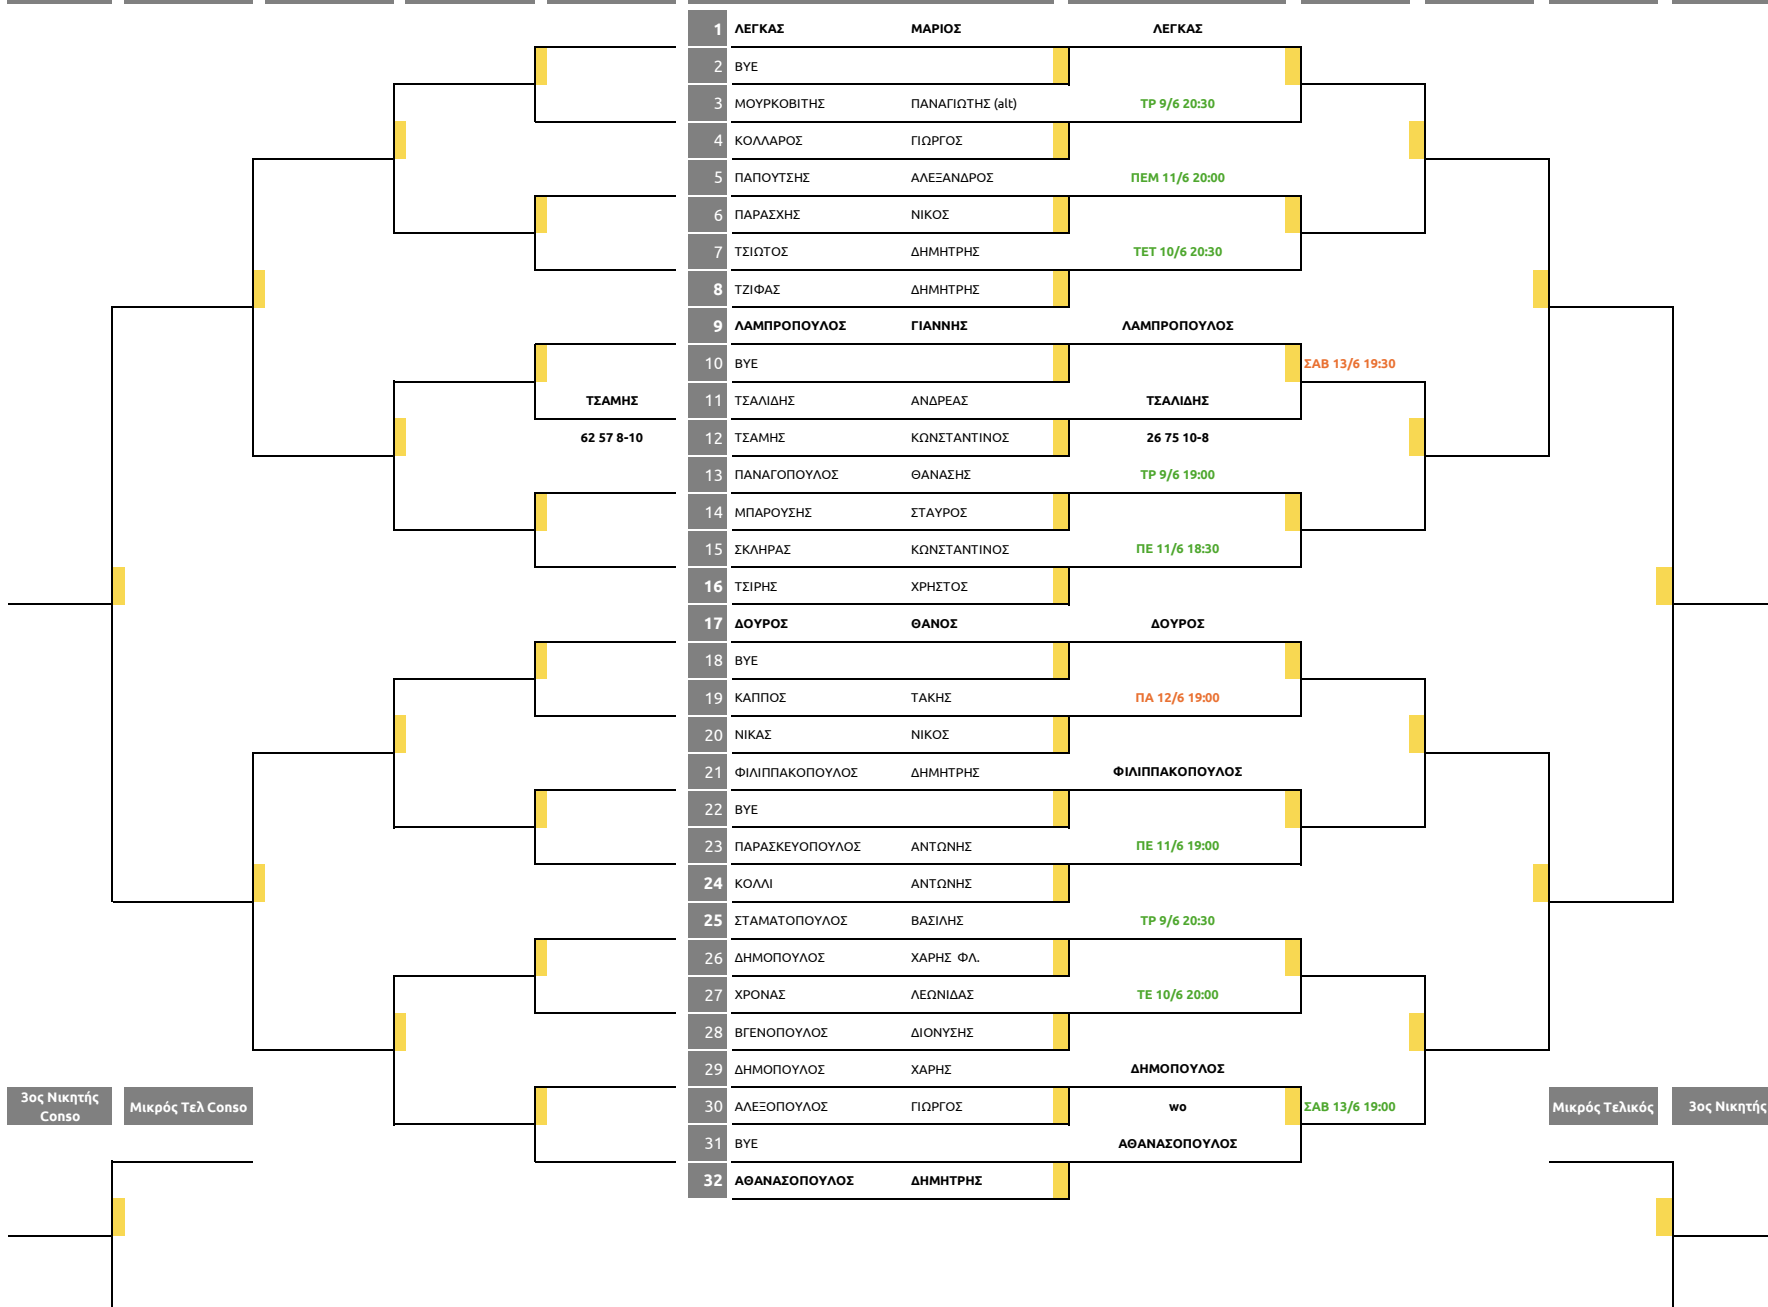 1 ΛΕΓΚΑΣ ΜΑΡΙΟΣ ΛΕΓΚΑΣ
2 BYE
3 ΜΟΥΡΚΟΒΙΤΗΣ ΠΑΝΑΓΙΩΤΗΣ (alt) ΤΡ 9/6 20:30
4 ΚΟΛΛΑΡΟΣ ΓΙΩΡΓΟΣ
5 ΠΑΠΟΥΤΣΗΣ ΑΛΕΞΑΝΔΡΟΣ ΠΕΜ 11/6 20:00
6 ΠΑΡΑΣΧΗΣ ΝΙΚΟΣ
7 ΤΣΙΩΤΟΣ ΔΗΜΗΤΡΗΣ ΤΕΤ 10/6 20:30
8 ΤΖΙΦΑΣ ΔΗΜΗΤΡΗΣ
9 ΛΑΜΠΡΟΠΟΥΛΟΣ ΓΙΑΝΝΗΣ ΛΑΜΠΡΟΠΟΥΛΟΣ
10 BYE ΣΑΒ 13/6 19:30
ΤΣΑΜΗΣ 11 ΤΣΑΛΙΔΗΣ ΑΝΔΡΕΑΣ ΤΣΑΛΙΔΗΣ
62 57 8-10 12 ΤΣΑΜΗΣ ΚΩΝΣΤΑΝΤΙΝΟΣ 26 75 10-8
13 ΠΑΝΑΓΟΠΟΥΛΟΣ ΘΑΝΑΣΗΣ ΤΡ 9/6 19:00
14 ΜΠΑΡΟΥΣΗΣ ΣΤΑΥΡΟΣ
15 ΣΚΛΗΡΑΣ ΚΩΝΣΤΑΝΤΙΝΟΣ ΠΕ 11/6 18:30
16 ΤΣΙΡΗΣ ΧΡΗΣΤΟΣ
17 ΔΟΥΡΟΣ ΘΑΝΟΣ ΔΟΥΡΟΣ
18 BYE
19 ΚΑΠΠΟΣ ΤΑΚΗΣ ΠΑ 12/6 19:00
20 ΝΙΚΑΣ ΝΙΚΟΣ
21 ΦΙΛΙΠΠΑΚΟΠΟΥΛΟΣ ΔΗΜΗΤΡΗΣ ΦΙΛΙΠΠΑΚΟΠΟΥΛΟΣ
22 BYE
23 ΠΑΡΑΣΚΕΥΟΠΟΥΛΟΣ ΑΝΤΩΝΗΣ ΠΕ 11/6 19:00
24 ΚΟΛΛΙ ΑΝΤΩΝΗΣ
25 ΣΤΑΜΑΤΟΠΟΥΛΟΣ ΒΑΣΙΛΗΣ ΤΡ 9/6 20:30
26 ΔΗΜΟΠΟΥΛΟΣ ΧΑΡΗΣ ΦΛ.
27 ΧΡΟΝΑΣ ΛΕΩΝΙΔΑΣ ΤΕ 10/6 20:00
28 ΒΓΕΝΟΠΟΥΛΟΣ ΔΙΟΝΥΣΗΣ
29 ΔΗΜΟΠΟΥΛΟΣ ΧΑΡΗΣ ΔΗΜΟΠΟΥΛΟΣ
3ος Νικητής
Conso Μικρός Τελ Conso 30 ΑΛΕΞΟΠΟΥΛΟΣ ΓΙΩΡΓΟΣ wo ΣΑΒ 13/6 19:00 Μικρός Τελικός 3ος Νικητής
31 BYE ΑΘΑΝΑΣΟΠΟΥΛΟΣ
32 ΑΘΑΝΑΣΟΠΟΥΛΟΣ ΔΗΜΗΤΡΗΣ